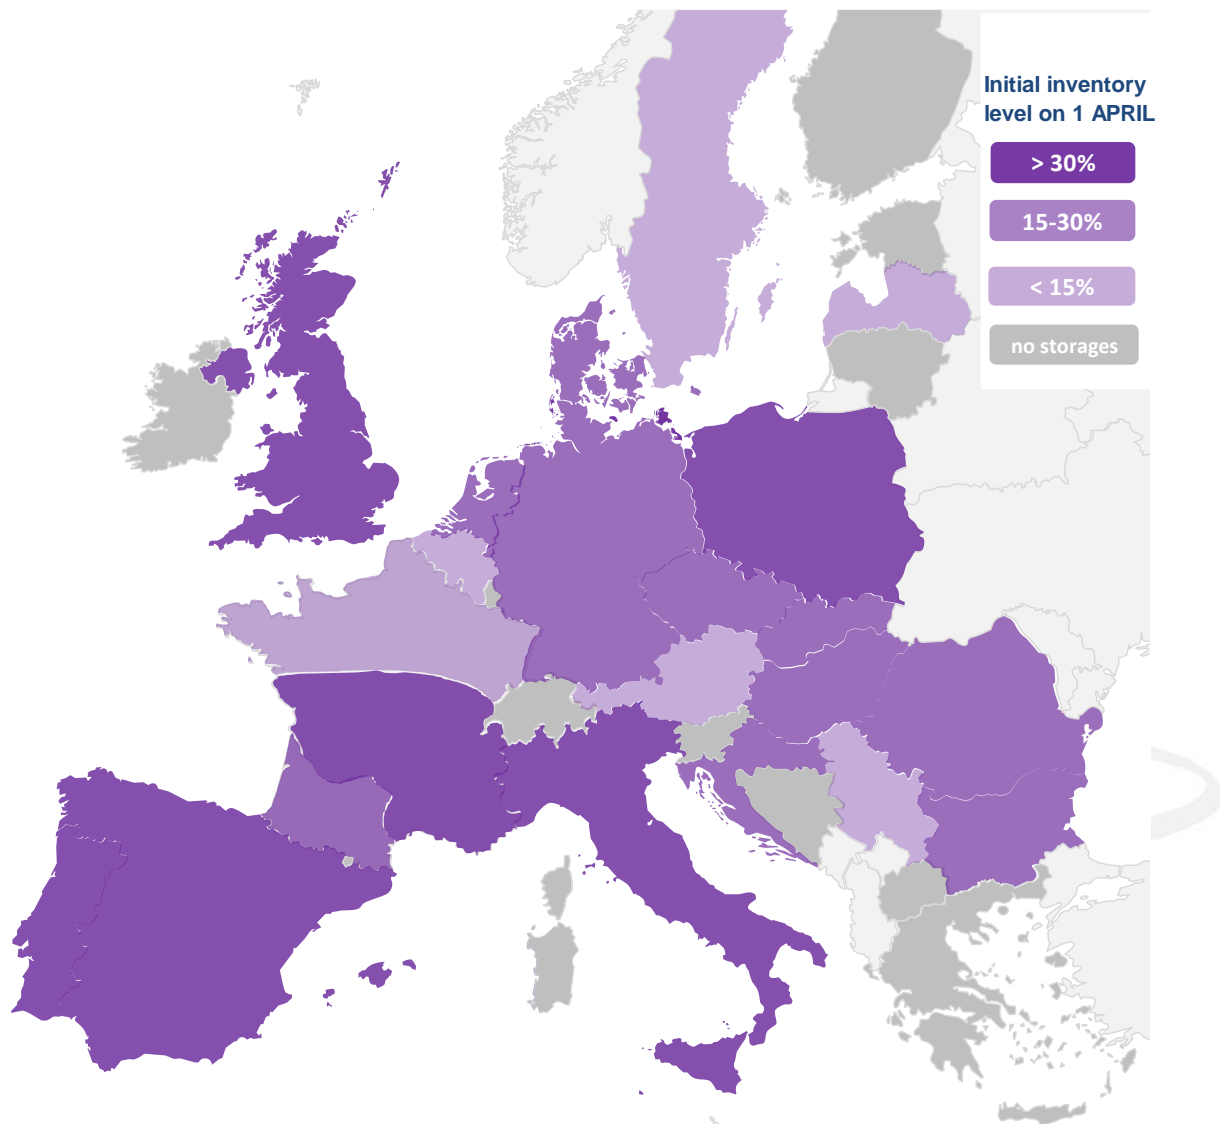 Initial inventory
level on 1 APRIL
> 30%
15-30%
< 15%
no storages